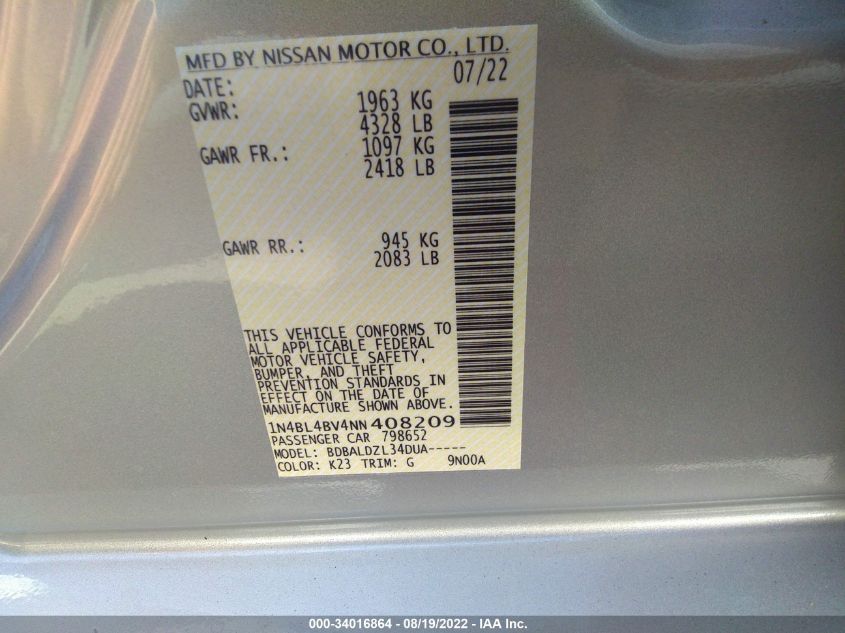 MFD BY NISSAN MOTOR CO., LTD.
DATE: 07/22
GVWR: 1963 KG
4328 LB
GAWR FR.: 1097 KG
2418 LB
GAWR RR.: 945 KG
2083 LB
THIS VEHICLE CONFORMS TO
ALL APPLICABLE FEDERAL
MOTOR VEHICLE SAFETY,
BUMPER, AND THEFT
PREVENTION STANDARDS IN
EFFECT ON THE DATE OF
MANUFACTURE SHOWN ABOVE.
1N4BL4BV4NN408209
PASSENGER CAR 798652
MODEL: BDBALDZL34DUA-----
COLOR: K23 TRIM: G 9N00A
000-34016864 - 08/19/2022 - IAA Inc.